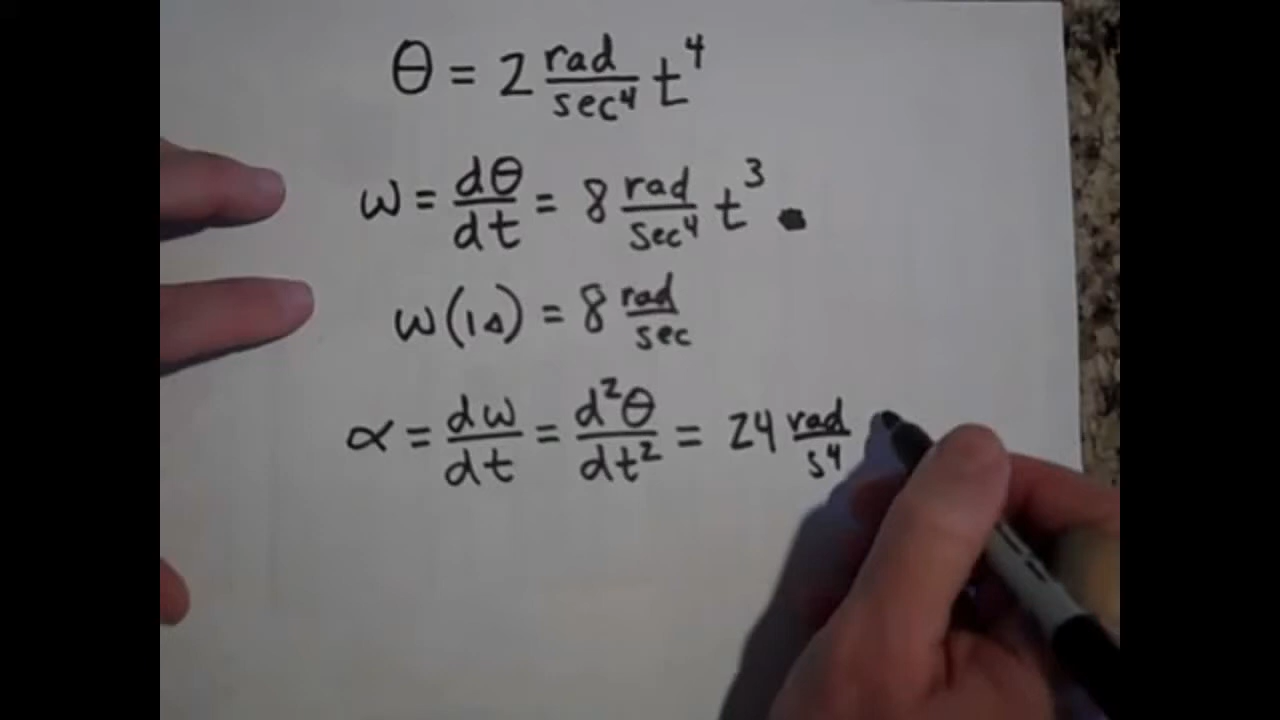 θ = 2 rad/sec⁴ t⁴
ω = dθ/dt = 8 rad/sec⁴ t³
ω(1s) = 8 rad/sec
α = dω/dt = d²θ/dt² = 24 rad/s⁴